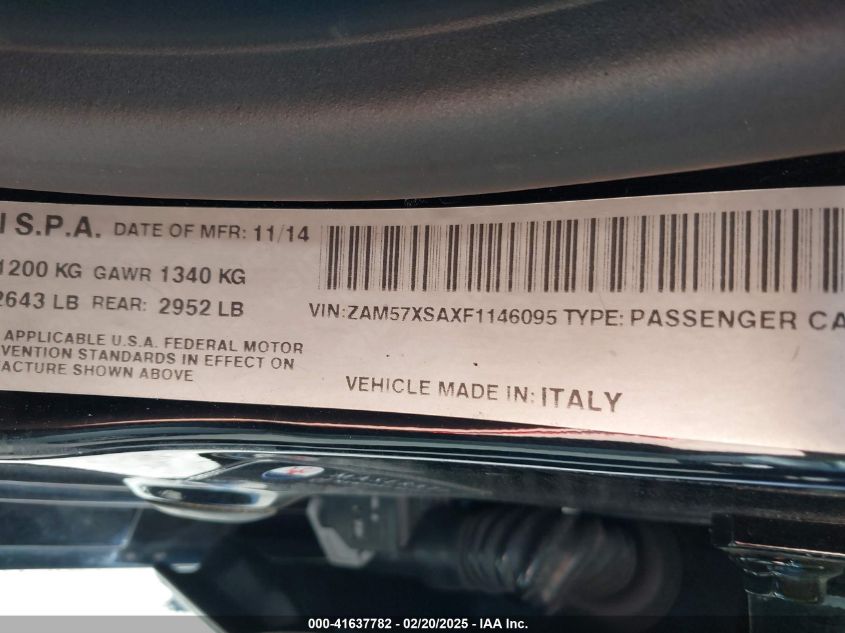 I S.P.A. DATE OF MFR: 11/14
1200 KG GAWR 1340 KG
2643 LB REAR: 2952 LB
VIN:ZAM57XSAXF1146095 TYPE: PASSENGER CA
APPLICABLE U.S.A. FEDERAL MOTOR
VENTION STANDARDS IN EFFECT ON
ACTURE SHOWN ABOVE
VEHICLE MADE IN: ITALY
000-41637782 - 02/20/2025 - IAA Inc.